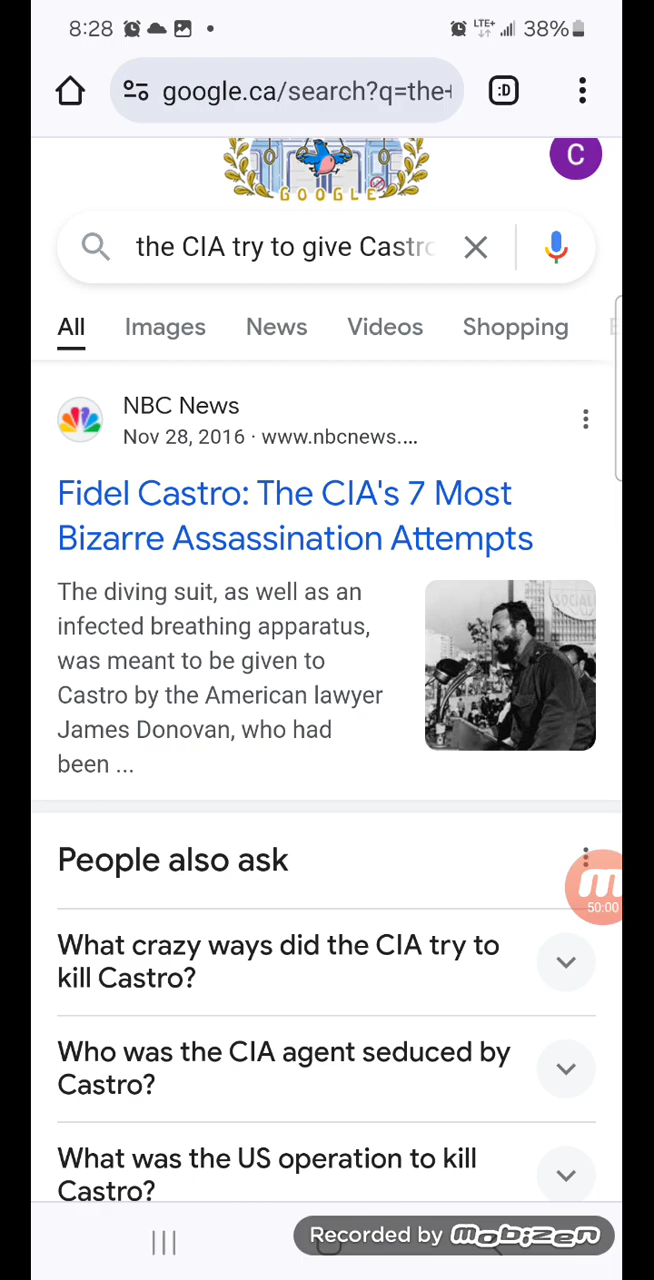 8:28 LTE+ 38%
google.ca/search?q=the+ :D
GOOGLE C
the CIA try to give Castro
All Images News Videos Shopping
NBC News
Nov 28, 2016 · www.nbcnews....
Fidel Castro: The CIA's 7 Most
Bizarre Assassination Attempts
The diving suit, as well as an
infected breathing apparatus,
was meant to be given to
Castro by the American lawyer
James Donovan, who had
been ...
People also ask
50:00
What crazy ways did the CIA try to
kill Castro?
Who was the CIA agent seduced by
Castro?
What was the US operation to kill
Castro?
Recorded by mobizen